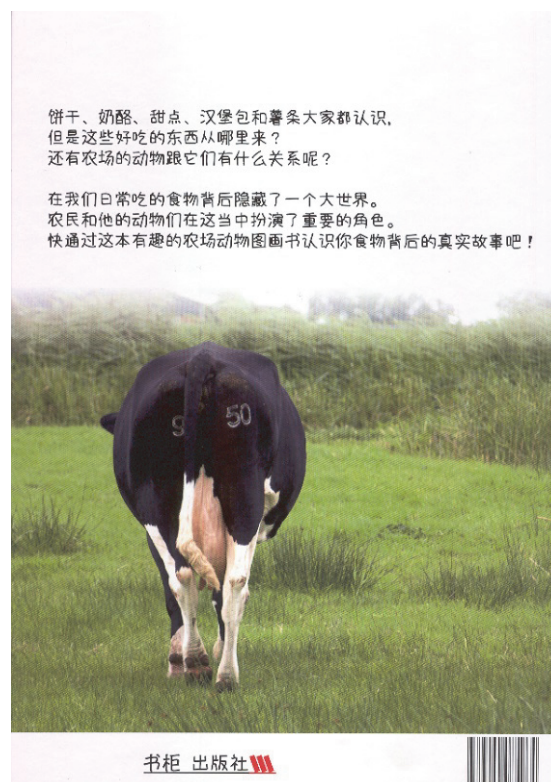 饼干、奶酪、甜点、汉堡包和薯条大家都认识,
但是这些好吃的东西从哪里来？
还有农场的动物跟它们有什么关系呢？
在我们日常吃的食物背后隐藏了一个大世界。
农民和他的动物们在这当中扮演了重要的角色。
快通过这本有趣的农场动物图画书认识你食物背后的真实故事吧！
50
书柜 出版社